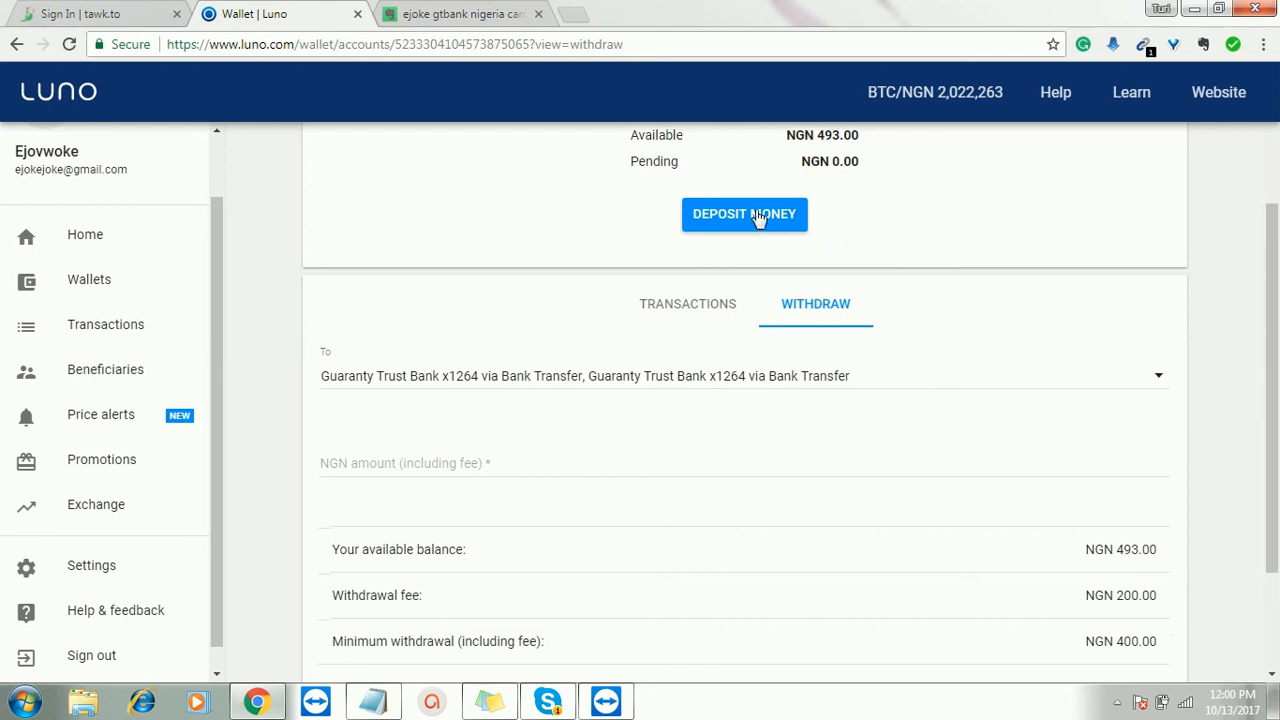 Sign In | tawk.to
Wallet | Luno
ejoke gtbank nigeria card
Turi
Secure
https://www.luno.com/wallet/accounts/5233304104573875065?view=withdraw
1
LUNO
BTC/NGN 2,022,263
Help
Learn
Website
Ejovwoke
ejokejoke@gmail.com
Home
Wallets
Transactions
Beneficiaries
Price alerts NEW
Promotions
Exchange
Settings
Help & feedback
Sign out
Available NGN 493.00
Pending NGN 0.00
DEPOSIT MONEY
TRANSACTIONS WITHDRAW
To
Guaranty Trust Bank x1264 via Bank Transfer, Guaranty Trust Bank x1264 via Bank Transfer
NGN amount (including fee) *
Your available balance: NGN 493.00
Withdrawal fee: NGN 200.00
Minimum withdrawal (including fee): NGN 400.00
12:00 PM
10/13/2017